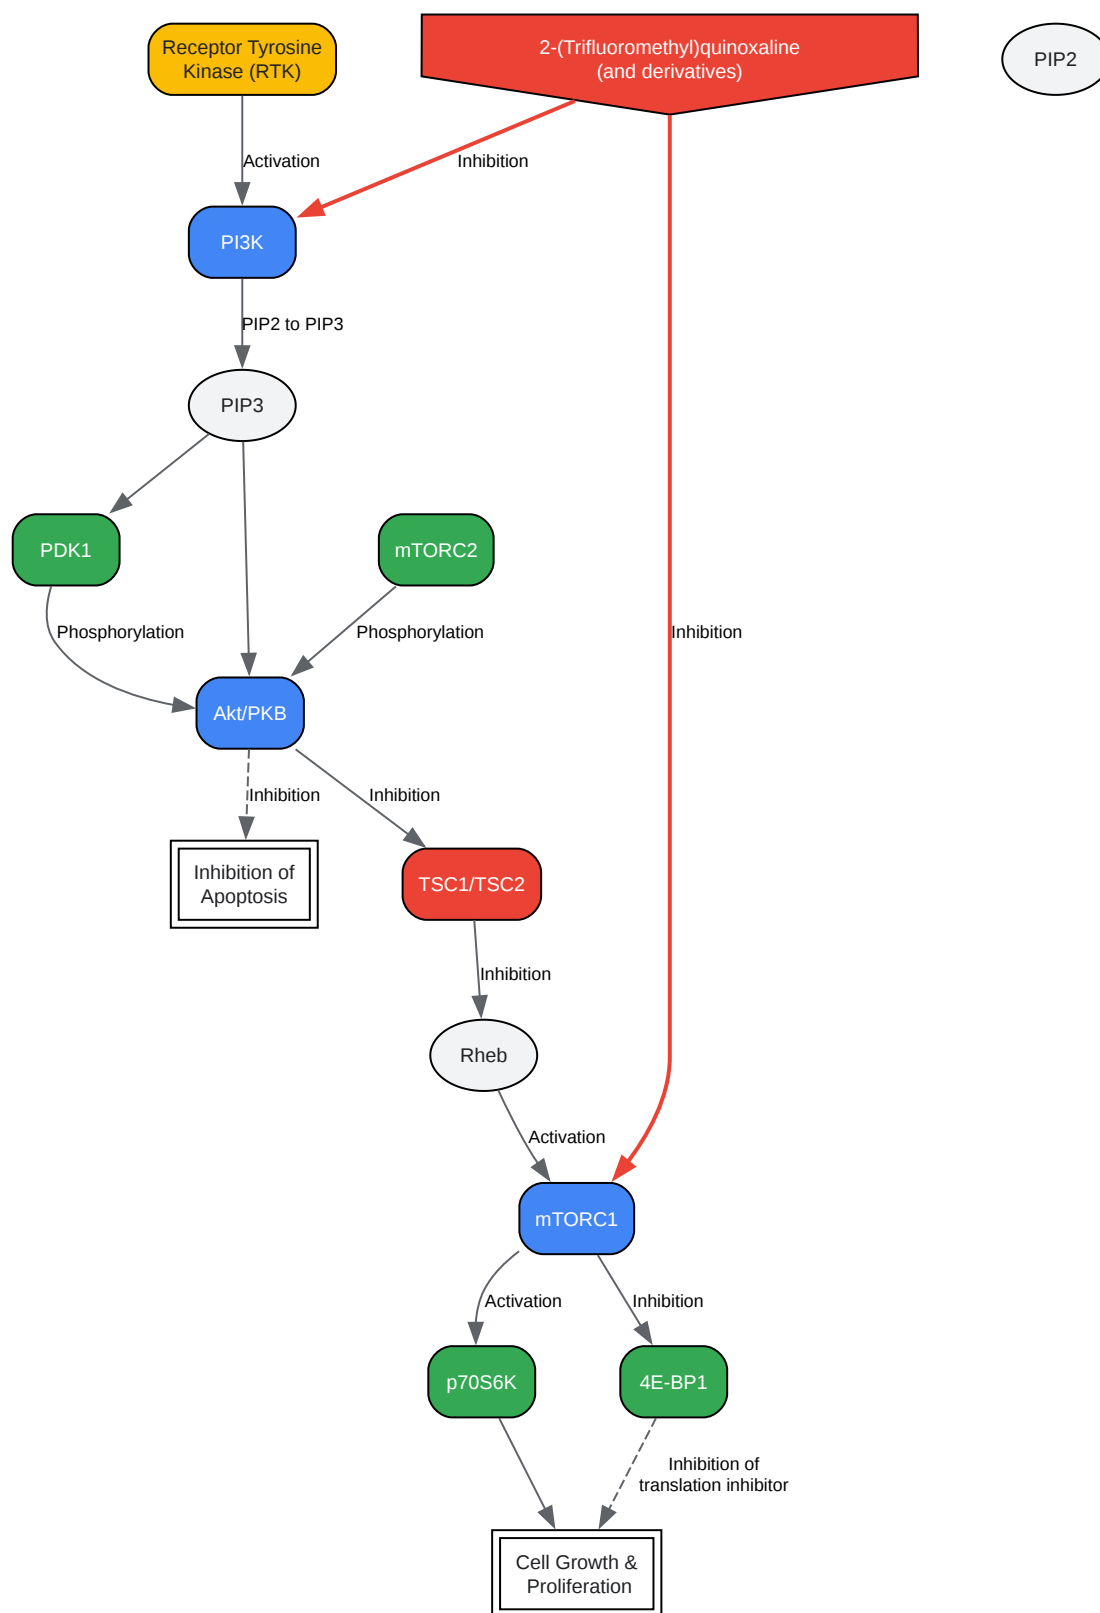 Receptor Tyrosine
Kinase (RTK)
2-(Trifluoromethyl)quinoxaline
(and derivatives)
PIP2
Activation
Inhibition
PI3K
PIP2 to PIP3
PIP3
PDK1
mTORC2
Phosphorylation
Phosphorylation
Inhibition
Akt/PKB
Inhibition
Inhibition
Inhibition of
Apoptosis
TSC1/TSC2
Inhibition
Rheb
Activation
mTORC1
Activation
Inhibition
p70S6K
4E-BP1
Inhibition of
translation inhibitor
Cell Growth &
Proliferation